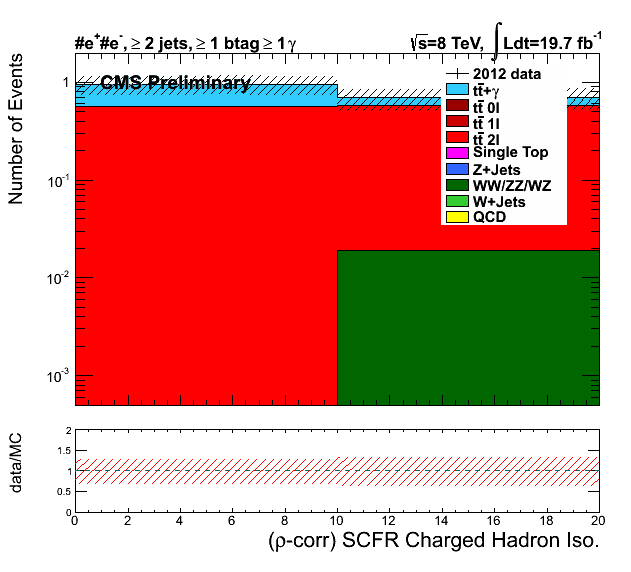 #e⁺#e⁻, ≥ 2 jets, ≥ 1 btag ≥ 1 γ
√s=8 TeV, ∫Ldt=19.7 fb⁻¹
CMS Preliminary
2012 data
tt̄+γ
tt̄ 0l
tt̄ 1l
tt̄ 2l
Single Top
Z+Jets
WW/ZZ/WZ
W+Jets
QCD
Number of Events
1
10⁻¹
10⁻²
10⁻³
data/MC
2
1.5
1
0.5
0
0 2 4 6 8 10 12 14 16 18 20
(ρ-corr) SCFR Charged Hadron Iso.